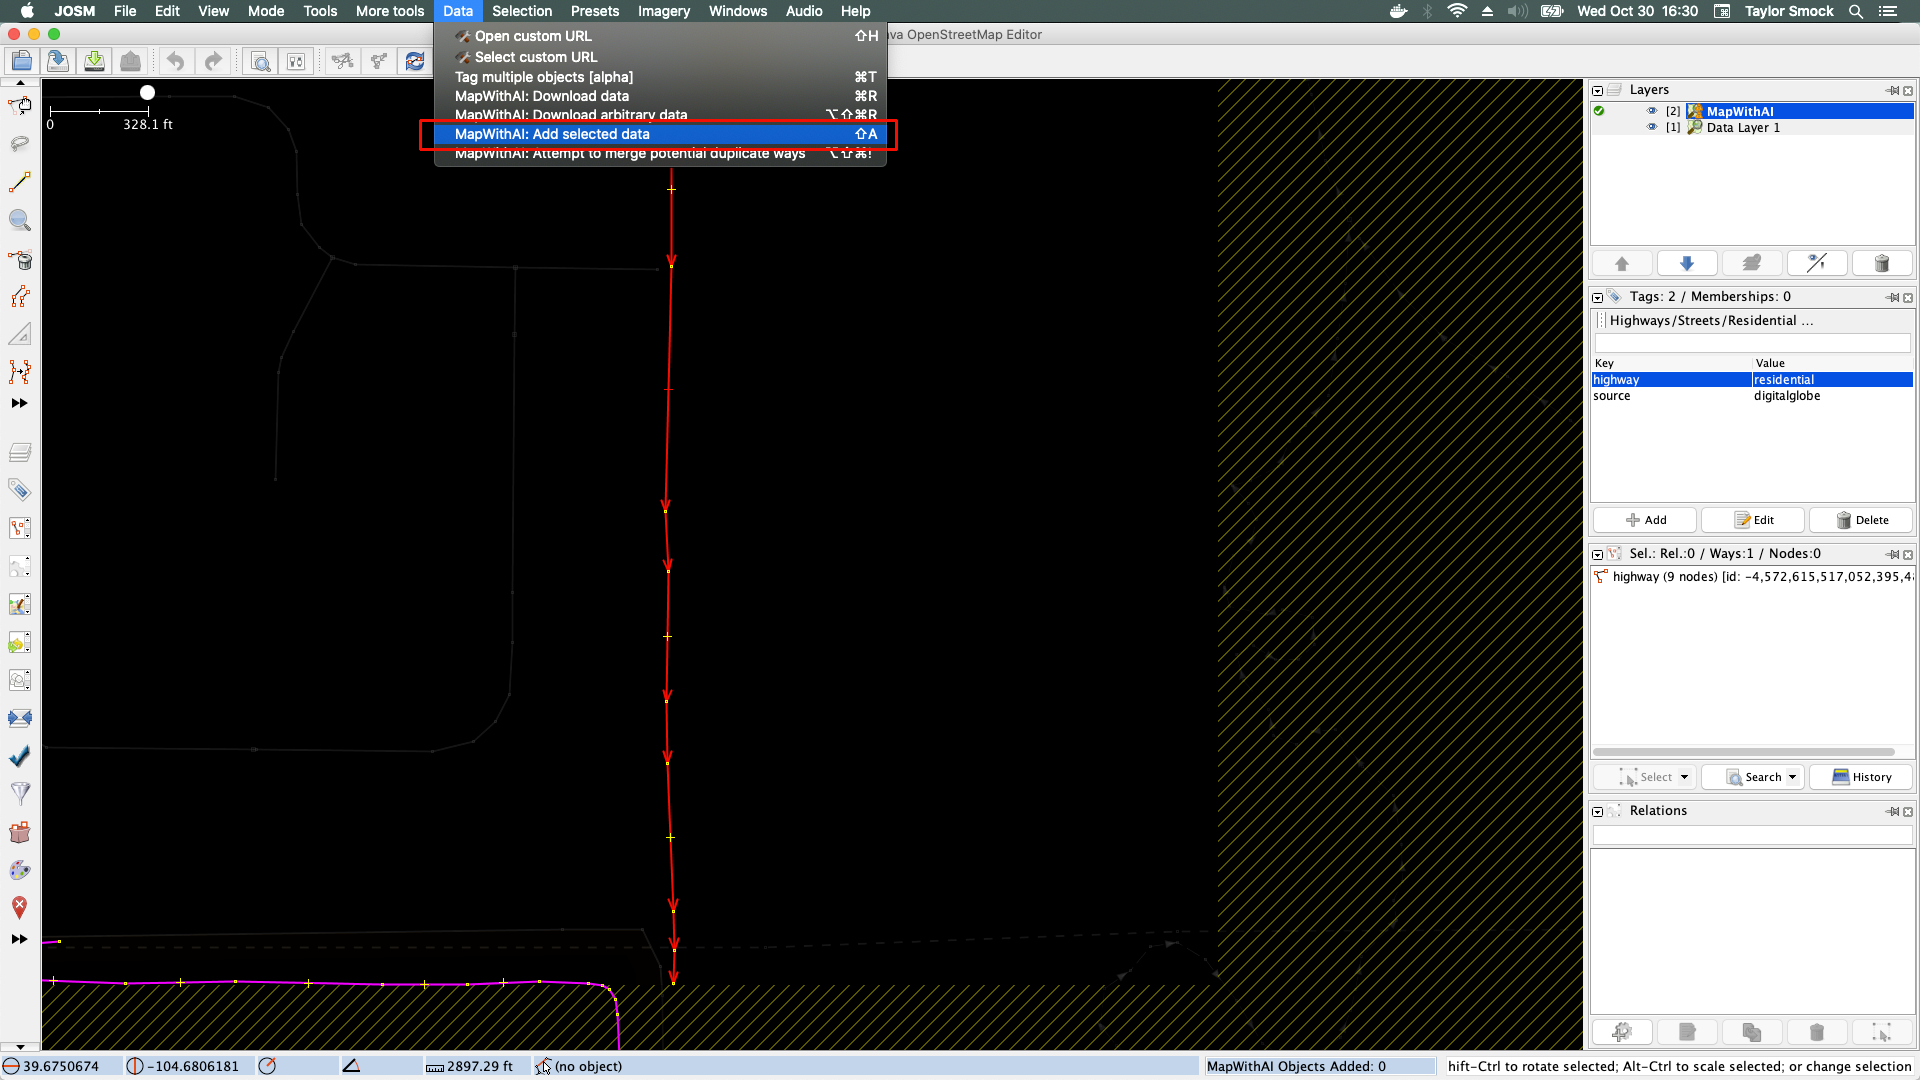 JOSM File Edit View Mode Tools More tools Data Selection Presets Imagery Windows Audio Help Wed Oct 30 16:30 Taylor Smock
ava OpenStreetMap Editor
Open custom URL ⇧H
Select custom URL
Tag multiple objects [alpha] ⌘T
MapWithAI: Download data ⌘R
MapWithAI: Download arbitrary data ⌥⇧⌘R
MapWithAI: Add selected data ⇧A
MapWithAI: Attempt to merge potential duplicate ways ⌥⇧⌘!
0 328.1 ft
Layers
[2] MapWithAI
[1] Data Layer 1
Tags: 2 / Memberships: 0
Highways/Streets/Residential ...
Key Value
highway residential
source digitalglobe
Add Edit Delete
Sel.: Rel.:0 / Ways:1 / Nodes:0
highway (9 nodes) [id: -4,572,615,517,052,395,4
Select Search History
Relations
39.6750674 -104.6806181 2897.29 ft (no object) MapWithAI Objects Added: 0 hift-Ctrl to rotate selected; Alt-Ctrl to scale selected; or change selection